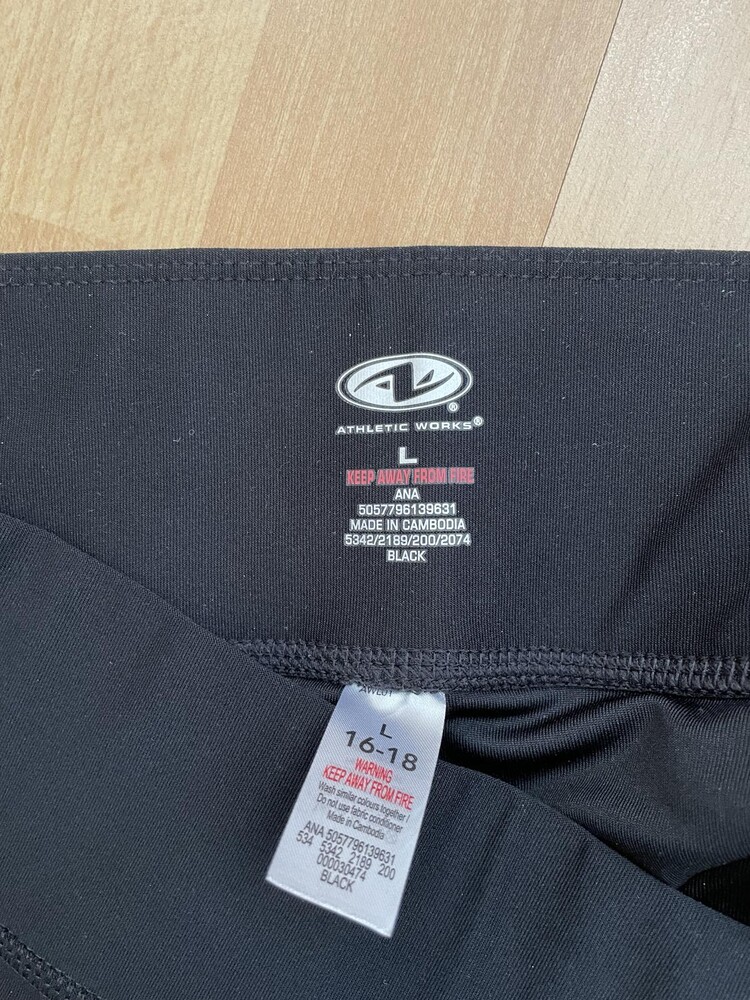 ®
ATHLETIC WORKS®
L
KEEP AWAY FROM FIRE
ANA
5057796139631
MADE IN CAMBODIA
5342/2189/200/2074
BLACK
AWL01
L
16-18
WARNING
KEEP AWAY FROM FIRE
Wash similar colours together /
Do not use fabric conditioner
Made in Cambodia
ANA 5057796139631
534 5342 2189 200
000030474
BLACK